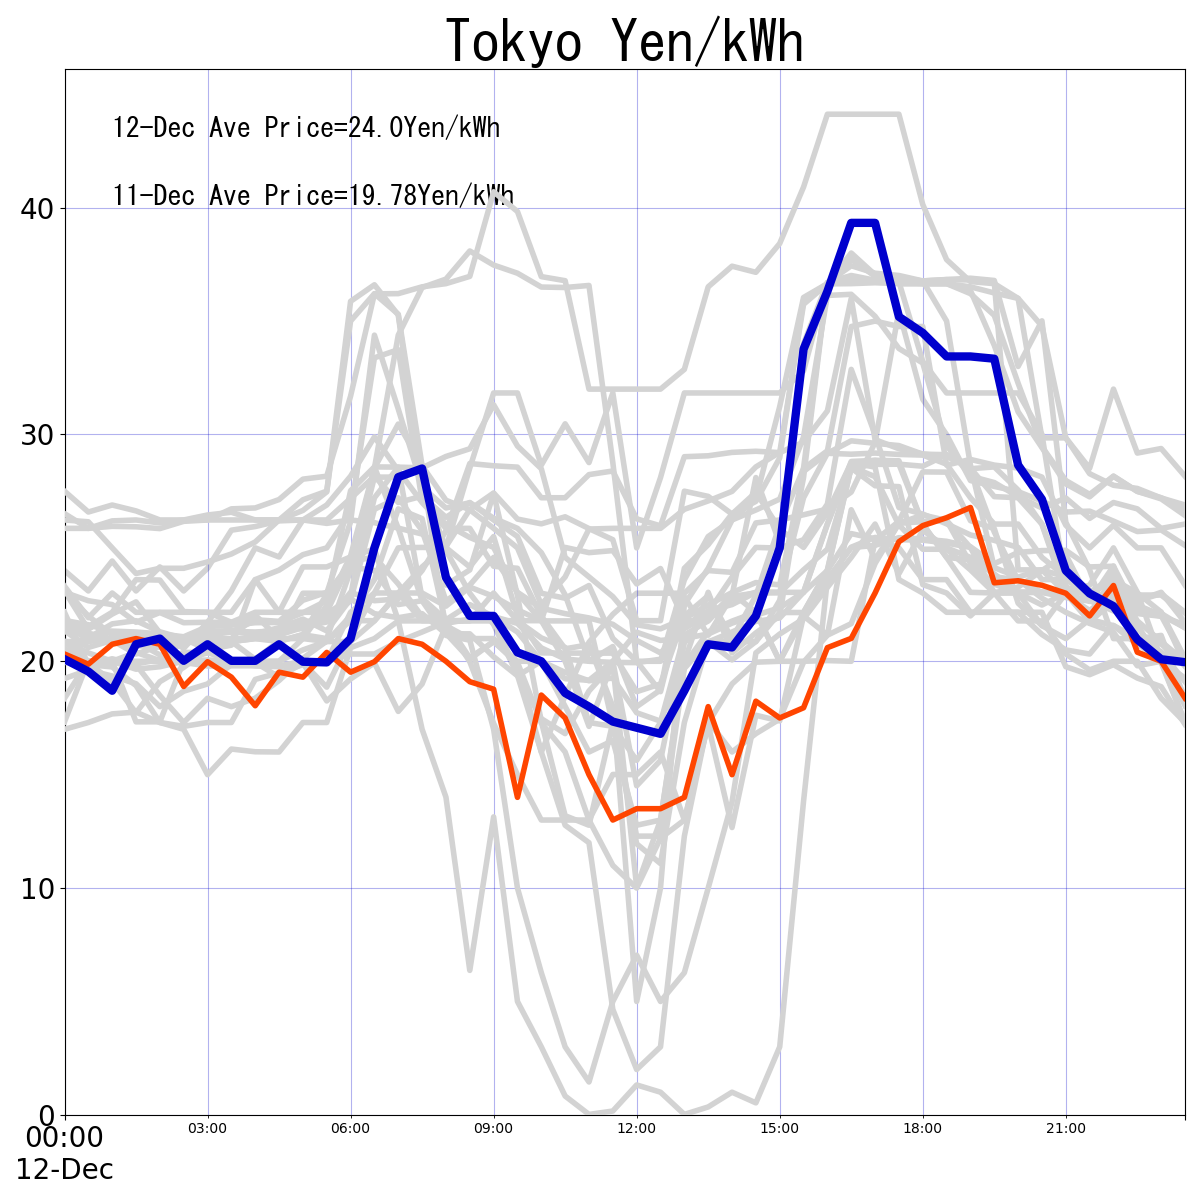 Tokyo Yen/kWh
12-Dec Ave Price=24.0Yen/kWh
11-Dec Ave Price=19.78Yen/kWh
40
30
20
10
0
00:00 03:00 06:00 09:00 12:00 15:00 18:00 21:00
12-Dec